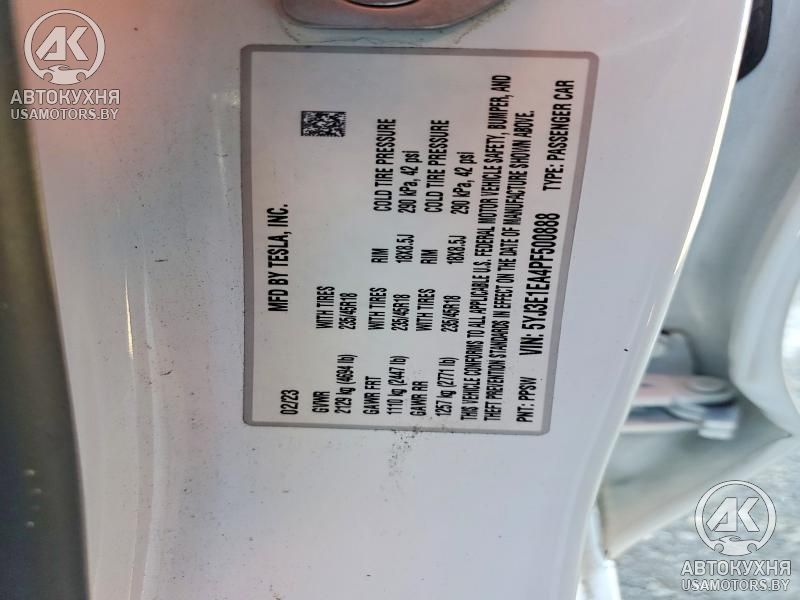 MFD BY TESLA, INC.
02/23
GVWR WITH TIRES
2129 kg (4694 lb) 235/45R18
GAWR FRT WITH TIRES RIM COLD TIRE PRESSURE
1110 kg (2447 lb) 235/45R18 18X8.5J 290 kPa, 42 psi
GAWR RR WITH TIRES RIM COLD TIRE PRESSURE
1257 kg (2771 lb) 235/45R18 18X8.5J 290 kPa, 42 psi
THIS VEHICLE CONFORMS TO ALL APPLICABLE U.S. FEDERAL MOTOR VEHICLE SAFETY, BUMPER, AND
THEFT PREVENTION STANDARDS IN EFFECT ON THE DATE OF MANUFACTURE SHOWN ABOVE.
VIN: 5YJ3E1EA4PF500888
PNT: PPSW TYPE: PASSENGER CAR
АК
АВТОКУХНЯ
USAMOTORS.BY
АК
АВТОКУХНЯ
USAMOTORS.BY